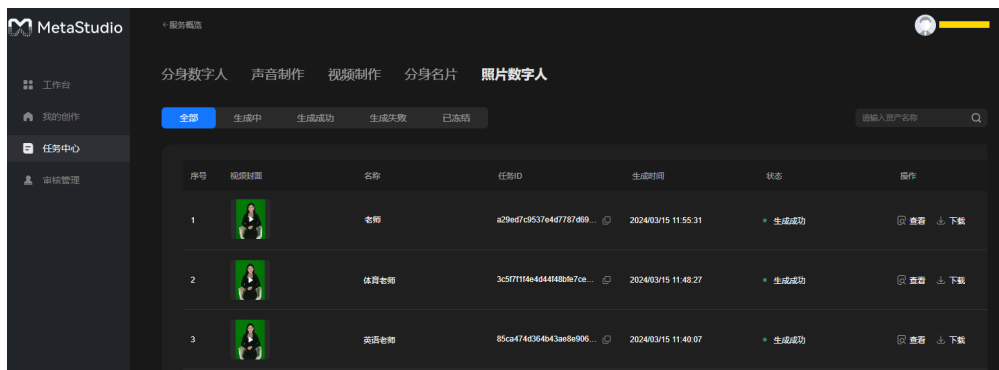 MetaStudio
←服务概览
分身数字人 声音制作 视频制作 分身名片 照片数字人
工作台
我的创作
任务中心
审核管理
全部 生成中 生成成功 生成失败 已冻结
请输入资产名称
序号 视频封面 名称 任务ID 生成时间 状态 操作
1 老师 a29ed7c9537e4d7787d69... 2024/03/15 11:55:31 生成成功 查看 下载
2 体育老师 3c5f7f1f4e4d44f48bfe7ce... 2024/03/15 11:48:27 生成成功 查看 下载
3 英语老师 85ca474d364b43ae8e906... 2024/03/15 11:40:07 生成成功 查看 下载